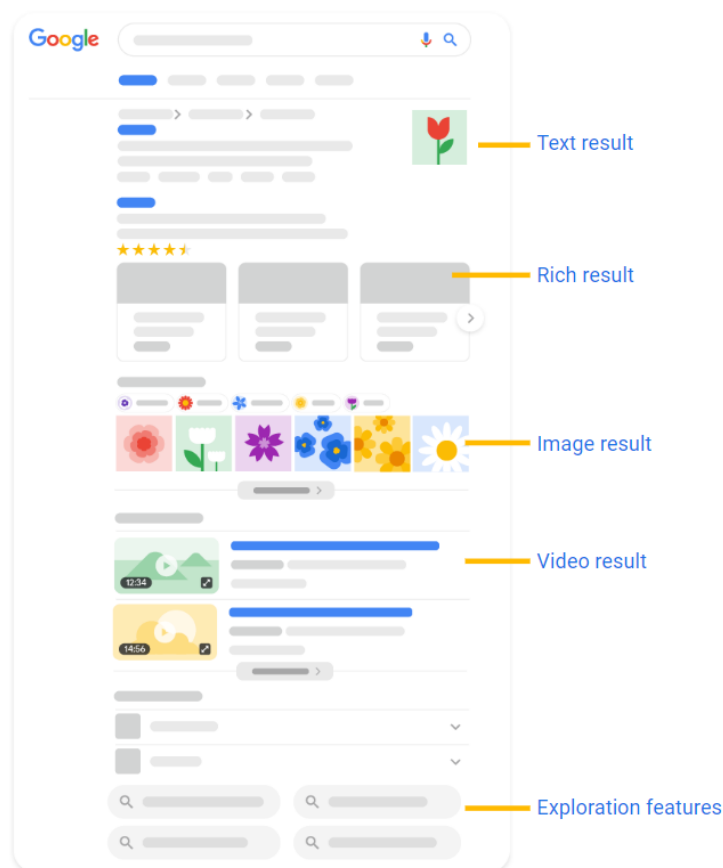 Google
Text result
Rich result
Image result
12:34
Video result
14:56
Exploration features